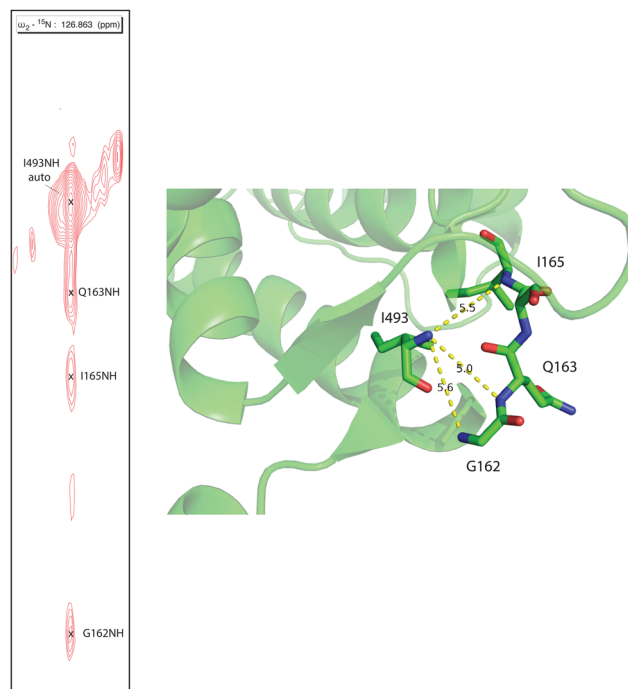 ω₂ - ¹⁵N : 126.863 (ppm)
I493NH
auto
x
x Q163NH
x I165NH
x G162NH
I165
5.5
I493
5.0
Q163
5.6
G162